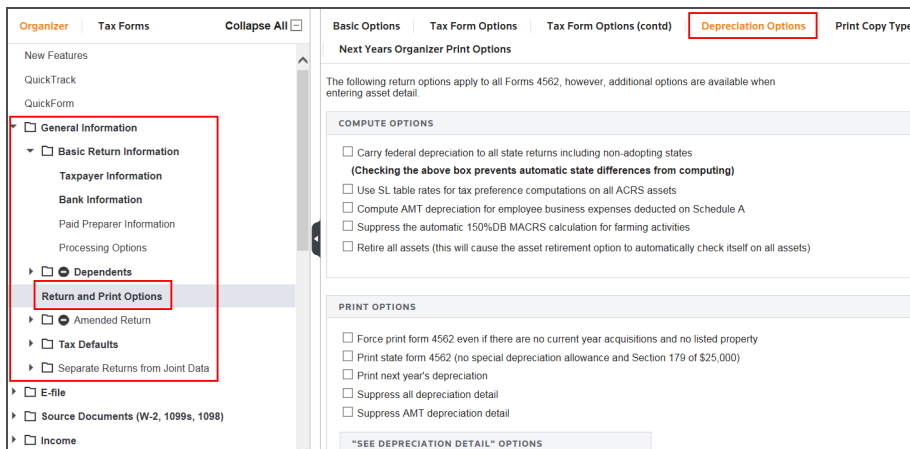 Organizer
Tax Forms
Collapse All
New Features
QuickTrack
QuickForm
General Information
Basic Return Information
Taxpayer Information
Bank Information
Paid Preparer Information
Processing Options
Dependents
Return and Print Options
Amended Return
Tax Defaults
Separate Returns from Joint Data
E-file
Source Documents (W-2, 1099s, 1098)
Income
Basic Options
Tax Form Options
Tax Form Options (contd)
Depreciation Options
Print Copy Type
Next Years Organizer Print Options
The following return options apply to all Forms 4562, however, additional options are available when
entering asset detail.
COMPUTE OPTIONS
Carry federal depreciation to all state returns including non-adopting states
(Checking the above box prevents automatic state differences from computing)
Use SL table rates for tax preference computations on all ACRS assets
Compute AMT depreciation for employee business expenses deducted on Schedule A
Suppress the automatic 150%DB MACRS calculation for farming activities
Retire all assets (this will cause the asset retirement option to automatically check itself on all assets)
PRINT OPTIONS
Force print form 4562 even if there are no current year acquisitions and no listed property
Print state form 4562 (no special depreciation allowance and Section 179 of $25,000)
Print next year's depreciation
Suppress all depreciation detail
Suppress AMT depreciation detail
"SEE DEPRECIATION DETAIL" OPTIONS